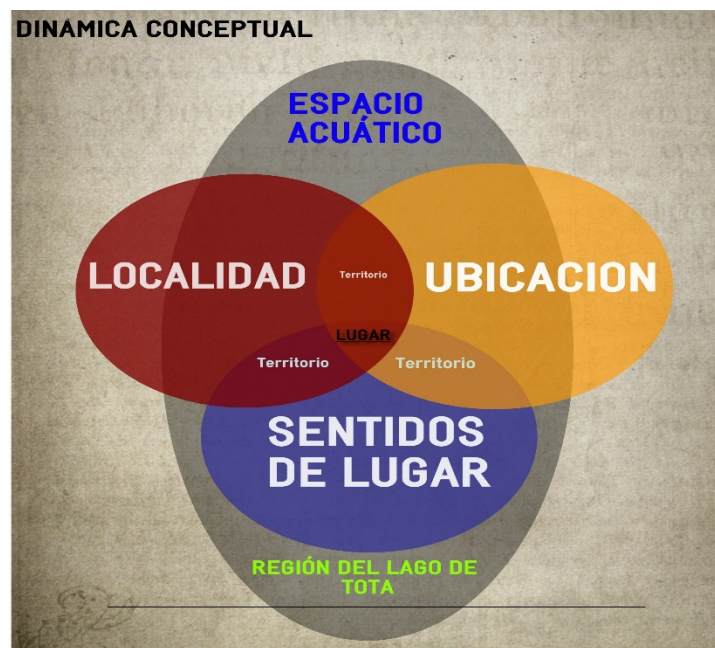 DINAMICA CONCEPTUAL
ESPACIO
ACUÁTICO
LOCALIDAD
Territorio
UBICACION
LUGAR
Territorio
Territorio
SENTIDOS
DE LUGAR
REGIÓN DEL LAGO DE
TOTA